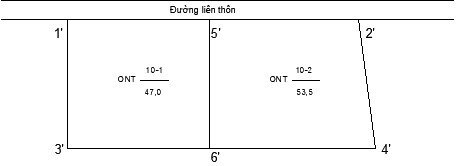 Đường liên thôn
1'
5'
2'
ONT 10-1
47,0
ONT 10-2
53,5
3'
6'
4'